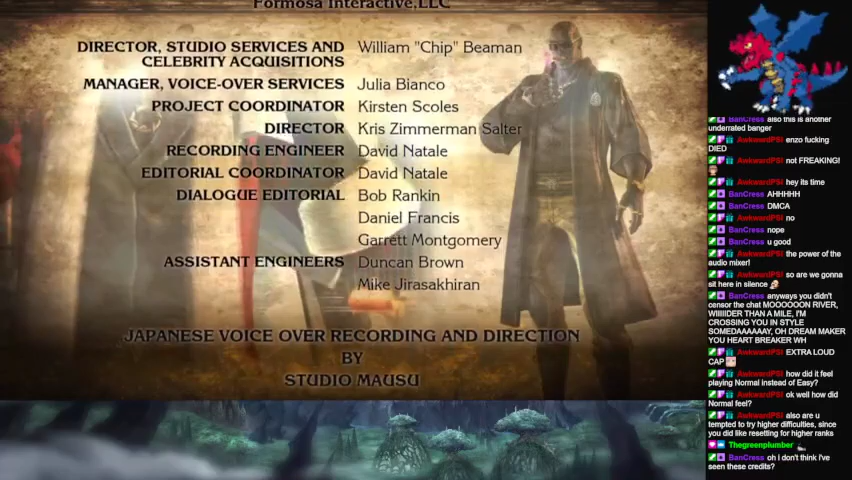 Formosa Interactive,LLC
DIRECTOR, STUDIO SERVICES AND CELEBRITY ACQUISITIONS William "Chip" Beaman
MANAGER, VOICE-OVER SERVICES Julia Bianco
PROJECT COORDINATOR Kirsten Scoles
DIRECTOR Kris Zimmerman Salter
RECORDING ENGINEER David Natale
EDITORIAL COORDINATOR David Natale
DIALOGUE EDITORIAL Bob Rankin
Daniel Francis
Garrett Montgomery
ASSISTANT ENGINEERS Duncan Brown
Mike Jirasakhiran
JAPANESE VOICE OVER RECORDING AND DIRECTION
BY
STUDIO MAUSU
BanCress also this is another
underrated banger
AwkwardPSI enzo fucking
DIED
AwkwardPSI not FREAKING!
AwkwardPSI hey its time
BanCress AHHHHH
BanCress DMCA
AwkwardPSI no
BanCress nope
BanCress u good
AwkwardPSI the power of the
audio mixer!
AwkwardPSI so are we gonna
sit here in silence
BanCress anyways you didn't
censor the chat MOOOOOON RIVER,
WIIIIIDER THAN A MILE, I'M
CROSSING YOU IN STYLE
SOMEDAAAAAY, OH DREAM MAKER
YOU HEART BREAKER WH
AwkwardPSI EXTRA LOUD
CAP
AwkwardPSI how did it feel
playing Normal instead of Easy?
AwkwardPSI ok well how did
Normal feel?
AwkwardPSI also are u
tempted to try higher difficulties, since
you did like resetting for higher ranks
Thegreenplumber
BanCress oh I don't think I've
seen these credits?